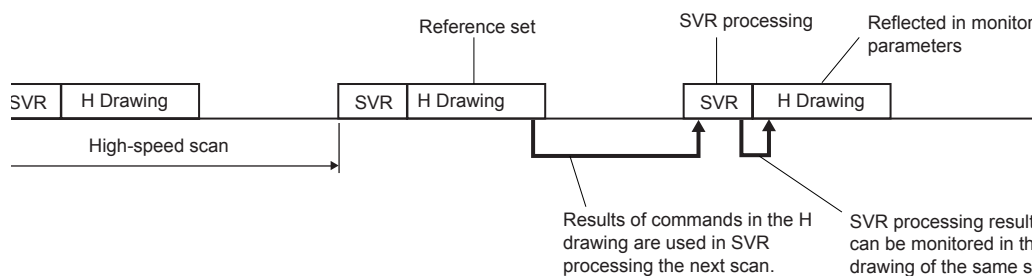 SVR processing
Reflected in monitor
parameters
Reference set
SVR
H Drawing
SVR
H Drawing
SVR
H Drawing
High-speed scan
Results of commands in the H
drawing are used in SVR
processing the next scan.
SVR processing result
can be monitored in the
drawing of the same s